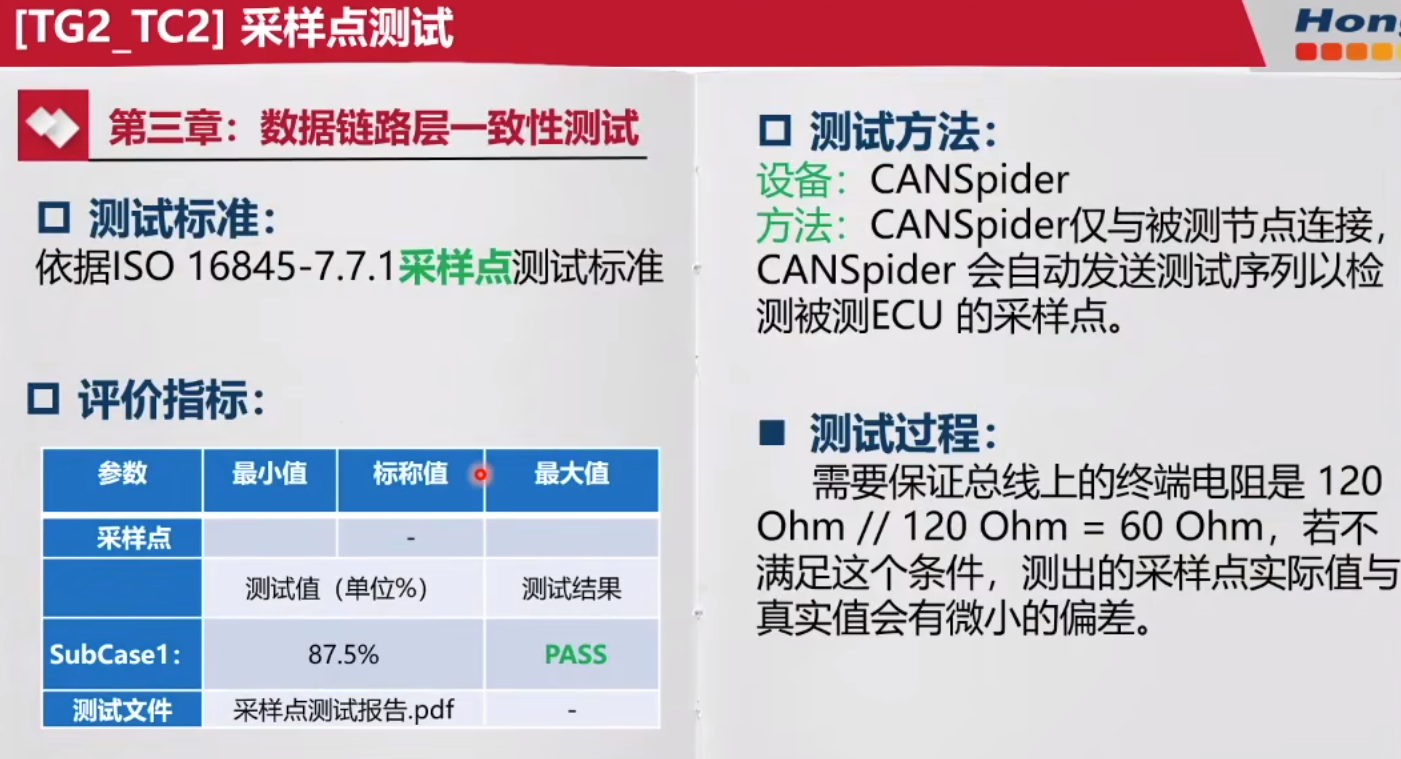 [TG2_TC2] 采样点测试
第三章：数据链路层一致性测试
测试标准：
依据ISO 16845-7.7.1采样点测试标准
评价指标：
参数 最小值 标称值 最大值
采样点 -
测试值（单位%） 测试结果
SubCase1： 87.5% PASS
测试文件 采样点测试报告.pdf -
Hong
测试方法：
设备：CANSpider
方法：CANSpider仅与被测节点连接，
CANSpider 会自动发送测试序列以检
测被测ECU 的采样点。
测试过程：
需要保证总线上的终端电阻是 120
Ohm // 120 Ohm = 60 Ohm，若不
满足这个条件，测出的采样点实际值与
真实值会有微小的偏差。